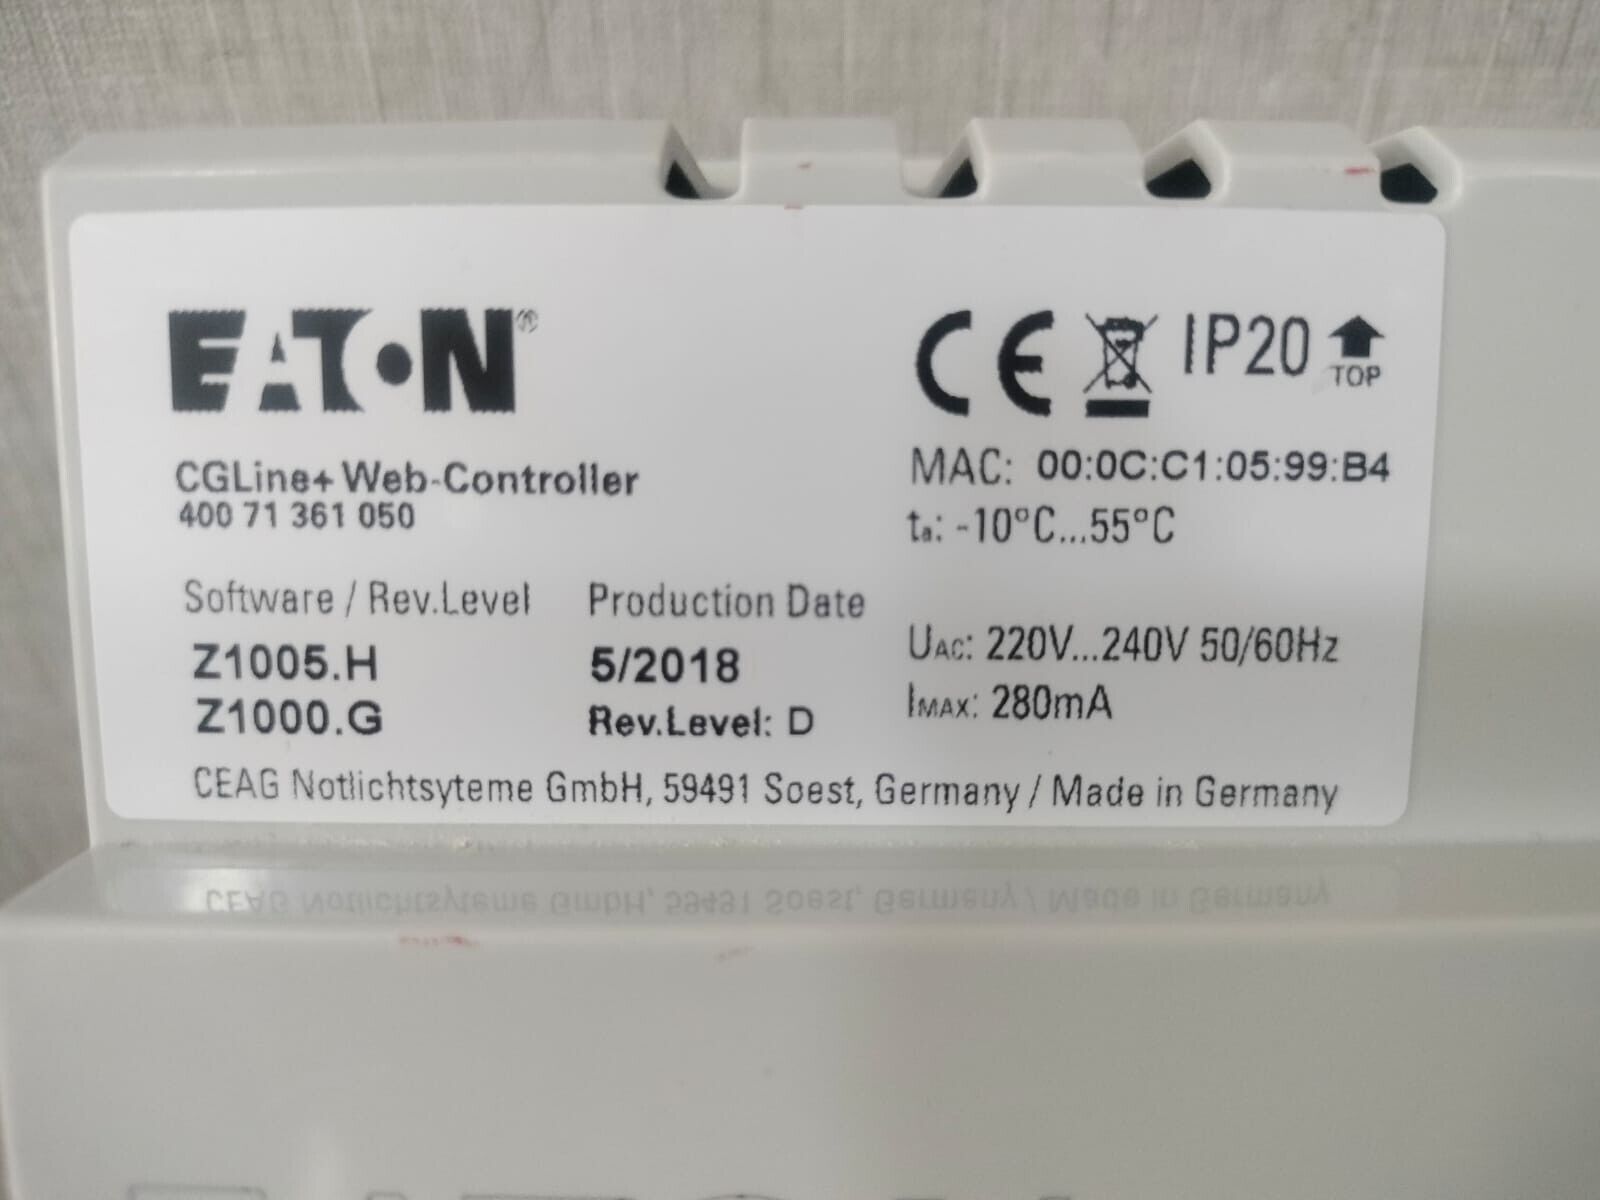 EATON®
CE IP20 TOP
CGLine+ Web-Controller
400 71 361 050
MAC: 00:0C:C1:05:99:B4
ta: -10°C...55°C
Software / Rev.Level
Production Date
Z1005.H
5/2018
Z1000.G
Rev.Level: D
UAC: 220V...240V 50/60Hz
IMAX: 280mA
CEAG Notlichtsyteme GmbH, 59491 Soest, Germany / Made in Germany